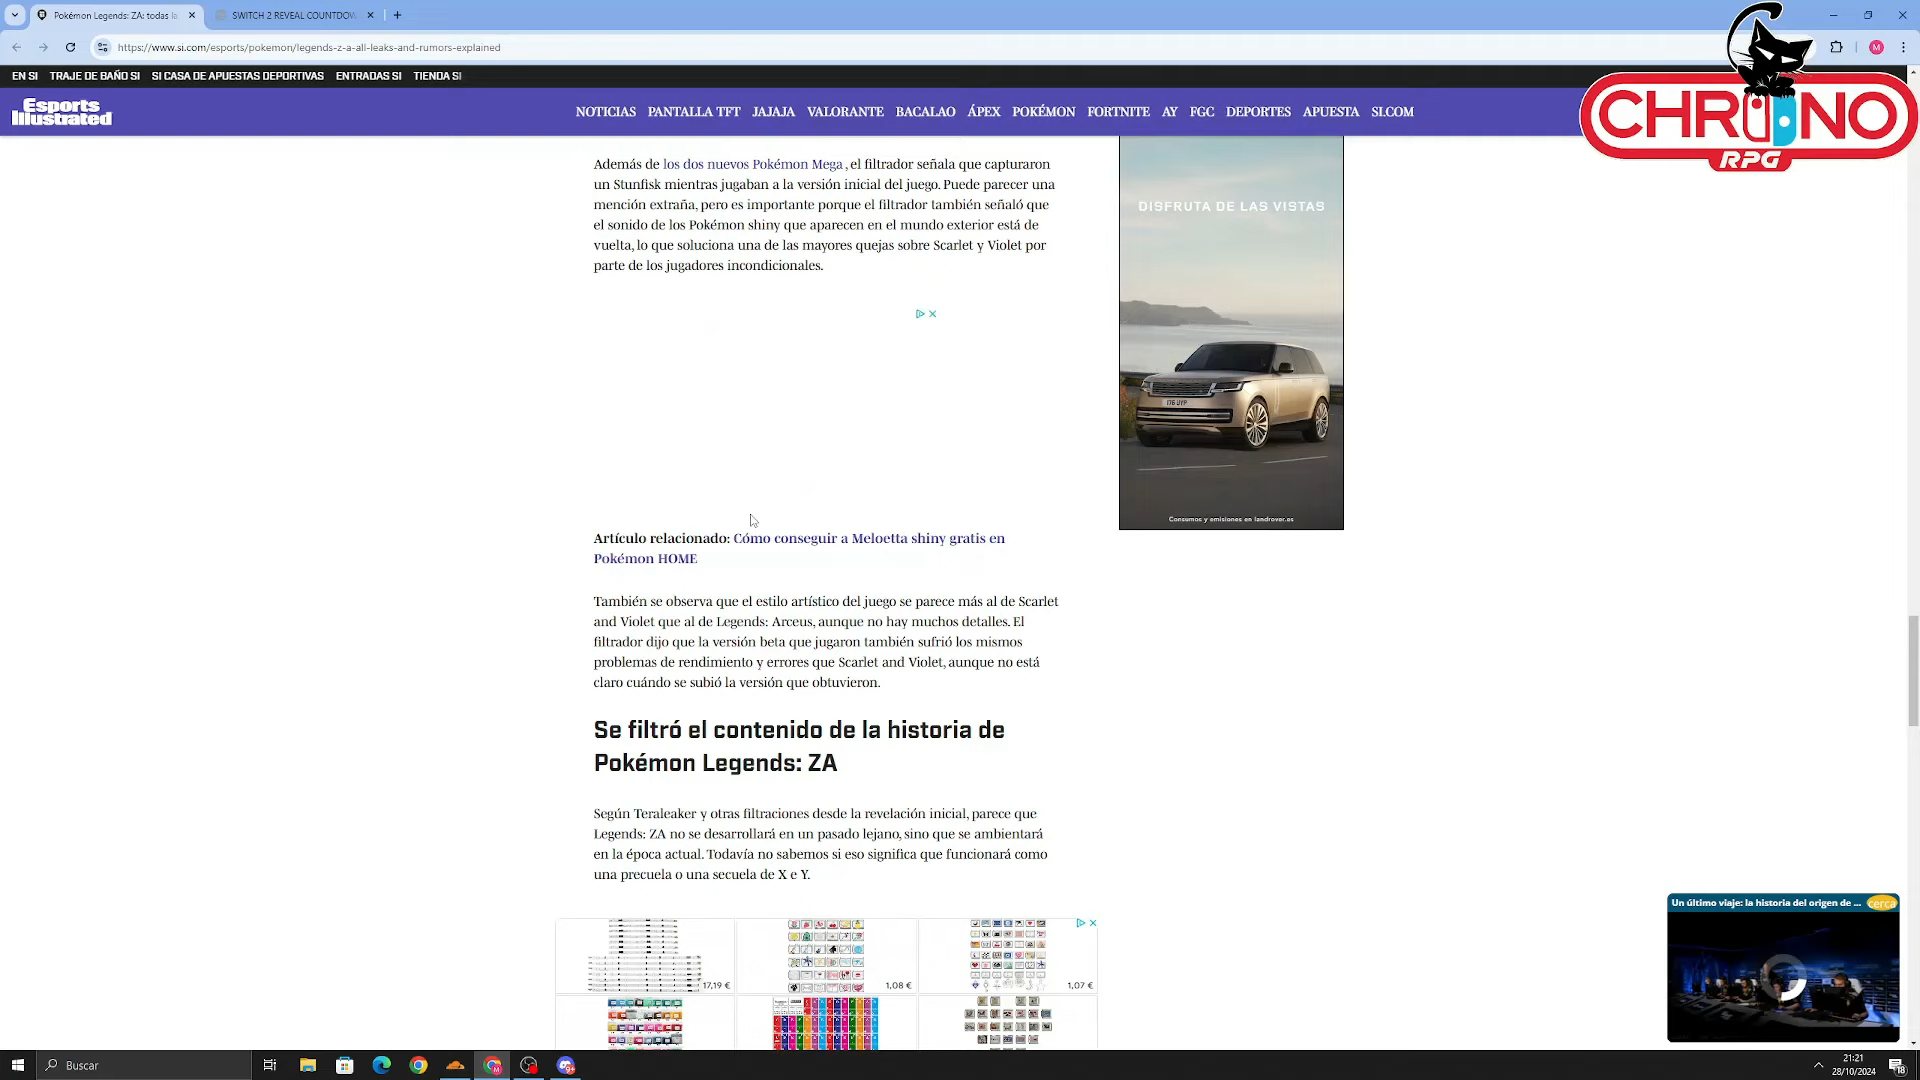 Pokémon Legends: ZA: todas la
SWITCH 2 REVEAL COUNTDOW
https://www.si.com/esports/pokemon/legends-z-a-all-leaks-and-rumors-explained
M
EN SI TRAJE DE BAÑO SI SI CASA DE APUESTAS DEPORTIVAS ENTRADAS SI TIENDA SI
Esports
Illustrated
NOTICIAS PANTALLA TFT JAJAJA VALORANTE BACALAO ÁPEX POKÉMON FORTNITE AY FGC DEPORTES APUESTA SI.COM
CHRONO
RPG
Además de los dos nuevos Pokémon Mega , el filtrador señala que capturaron
un Stunfisk mientras jugaban a la versión inicial del juego. Puede parecer una
mención extraña, pero es importante porque el filtrador también señaló que
el sonido de los Pokémon shiny que aparecen en el mundo exterior está de
vuelta, lo que soluciona una de las mayores quejas sobre Scarlet y Violet por
parte de los jugadores incondicionales.
DISFRUTA DE LAS VISTAS
Consumos y emisiones en landrover.es
Artículo relacionado: Cómo conseguir a Meloetta shiny gratis en
Pokémon HOME
También se observa que el estilo artístico del juego se parece más al de Scarlet
and Violet que al de Legends: Arceus, aunque no hay muchos detalles. El
filtrador dijo que la versión beta que jugaron también sufrió los mismos
problemas de rendimiento y errores que Scarlet and Violet, aunque no está
claro cuándo se subió la versión que obtuvieron.
Se filtró el contenido de la historia de
Pokémon Legends: ZA
Según Teraleaker y otras filtraciones desde la revelación inicial, parece que
Legends: ZA no se desarrollará en un pasado lejano, sino que se ambientará
en la época actual. Todavía no sabemos si eso significa que funcionará como
una precuela o una secuela de X e Y.
17,19 €
1,08 €
1,07 €
Un último viaje: la historia del origen de ...
cerca
Buscar
21:21
28/10/2024
18